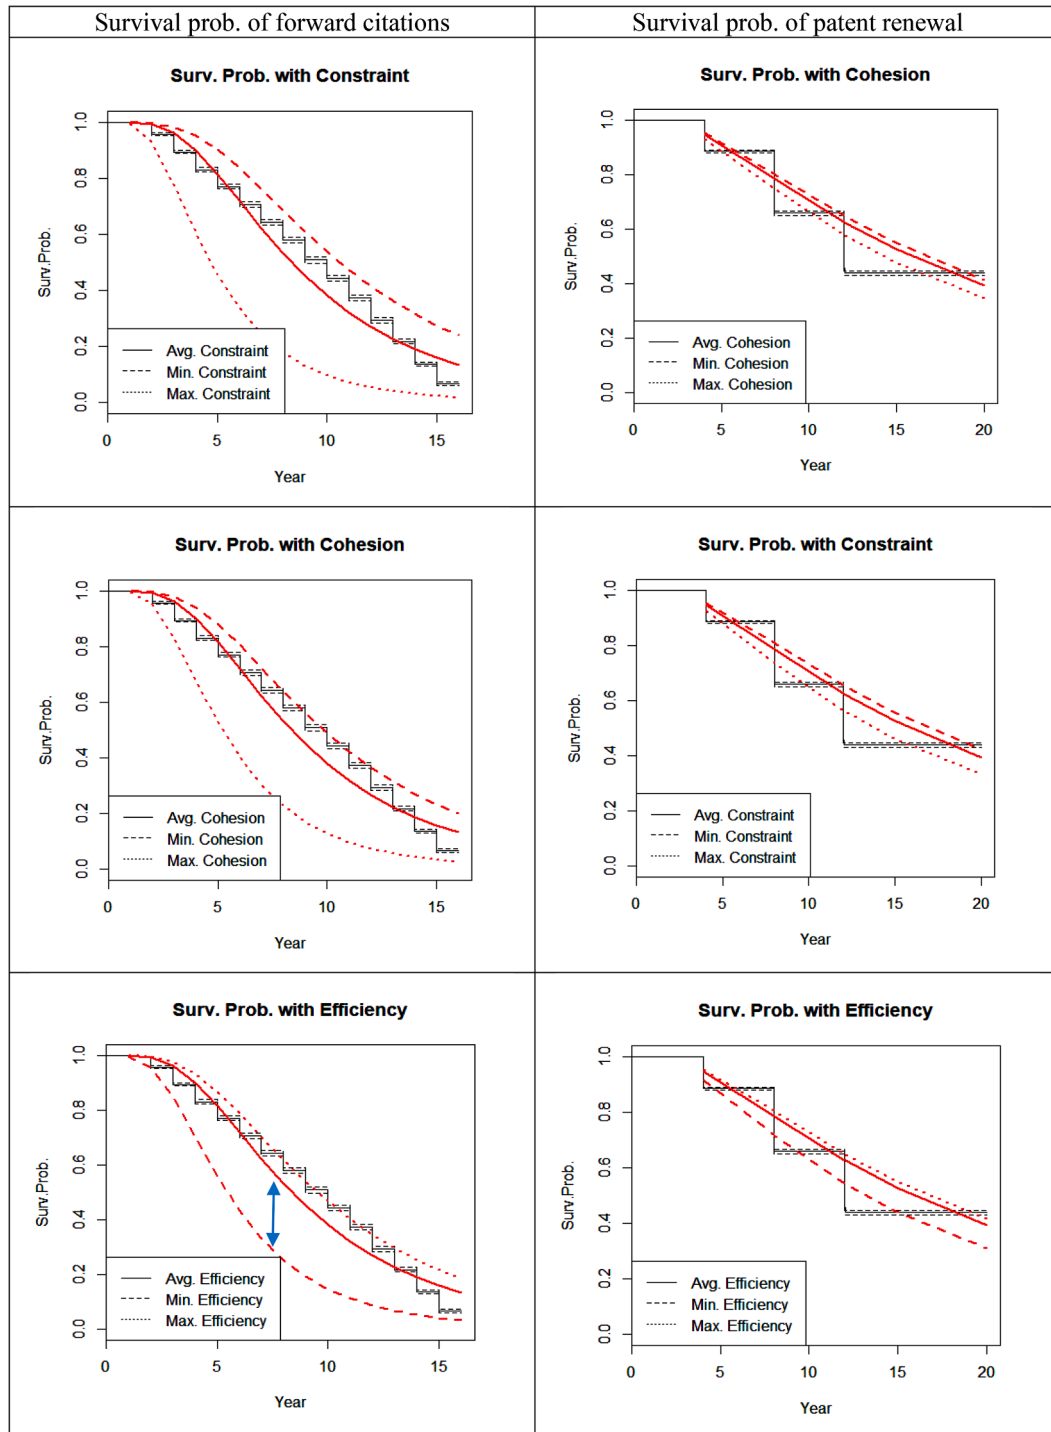 Survival prob. of forward citations
Survival prob. of patent renewal
Surv. Prob. with Constraint
Surv.Prob.
1.0
0.8
0.6
0.4
0.2
0.0
Avg. Constraint
Min. Constraint
Max. Constraint
0 5 10 15
Year
Surv. Prob. with Cohesion
Surv.Prob.
1.0
0.8
0.6
0.4
0.2
0.0
Avg. Cohesion
Min. Cohesion
Max. Cohesion
0 5 10 15 20
Year
Surv. Prob. with Cohesion
Surv.Prob.
1.0
0.8
0.6
0.4
0.2
0.0
Avg. Cohesion
Min. Cohesion
Max. Cohesion
0 5 10 15
Year
Surv. Prob. with Constraint
Surv.Prob.
1.0
0.8
0.6
0.4
0.2
0.0
Avg. Constraint
Min. Constraint
Max. Constraint
0 5 10 15 20
Year
Surv. Prob. with Efficiency
Surv.Prob.
1.0
0.8
0.6
0.4
0.2
0.0
Avg. Efficiency
Min. Efficiency
Max. Efficiency
0 5 10 15
Year
Surv. Prob. with Efficiency
Surv.Prob.
1.0
0.8
0.6
0.4
0.2
0.0
Avg. Efficiency
Min. Efficiency
Max. Efficiency
0 5 10 15 20
Year